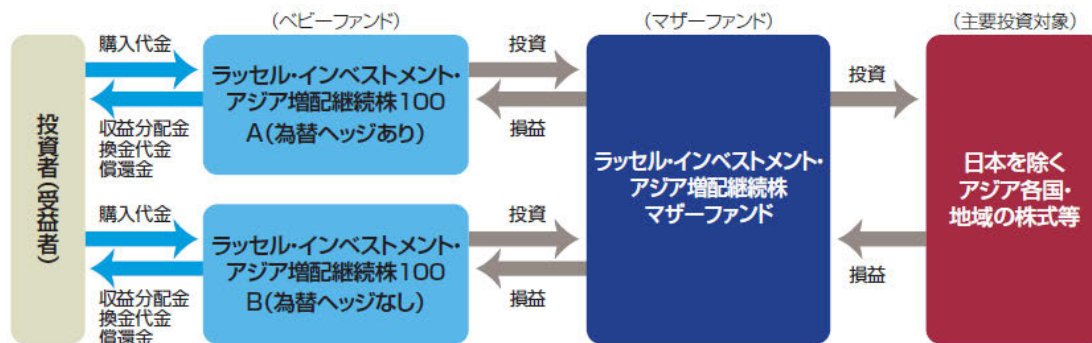 (ベビーファンド)
(マザーファンド)
(主要投資対象)
投資者(受益者)
購入代金
収益分配金
換金代金
償還金
ラッセル・インベストメント・
アジア増配継続株100
A(為替ヘッジあり)
投資
損益
購入代金
収益分配金
換金代金
償還金
ラッセル・インベストメント・
アジア増配継続株100
B(為替ヘッジなし)
投資
損益
ラッセル・インベストメント・
アジア増配継続株
マザーファンド
投資
損益
日本を除く
アジア各国・
地域の株式等